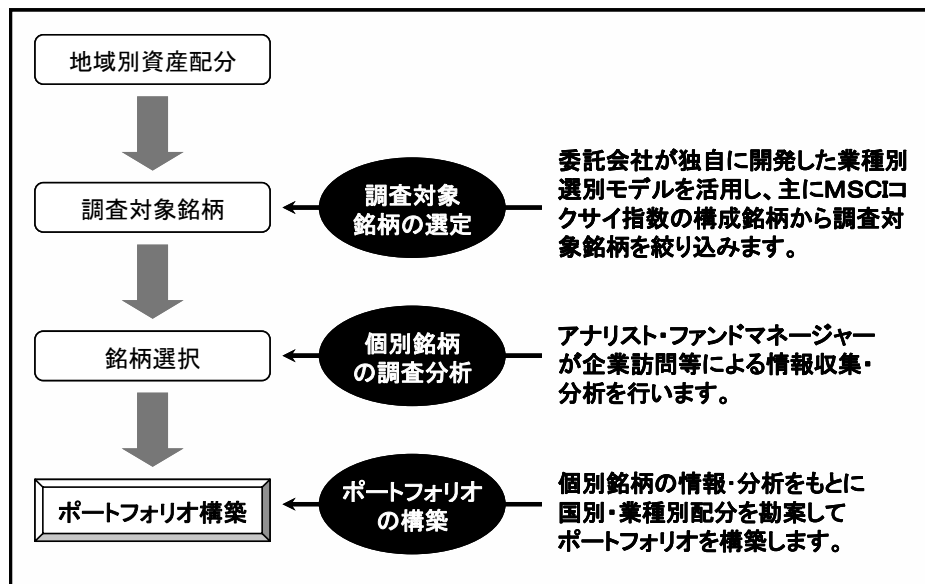 地域別資産配分
調査対象銘柄
調査対象
銘柄の選定
委託会社が独自に開発した業種別
選別モデルを活用し、主にMSCIコ
クサイ指数の構成銘柄から調査対
象銘柄を絞り込みます。
銘柄選択
個別銘柄
の調査分析
アナリスト・ファンドマネージャー
が企業訪問等による情報収集・
分析を行います。
ポートフォリオ構築
ポートフォリオ
の構築
個別銘柄の情報・分析をもとに
国別・業種別配分を勘案して
ポートフォリオを構築します。